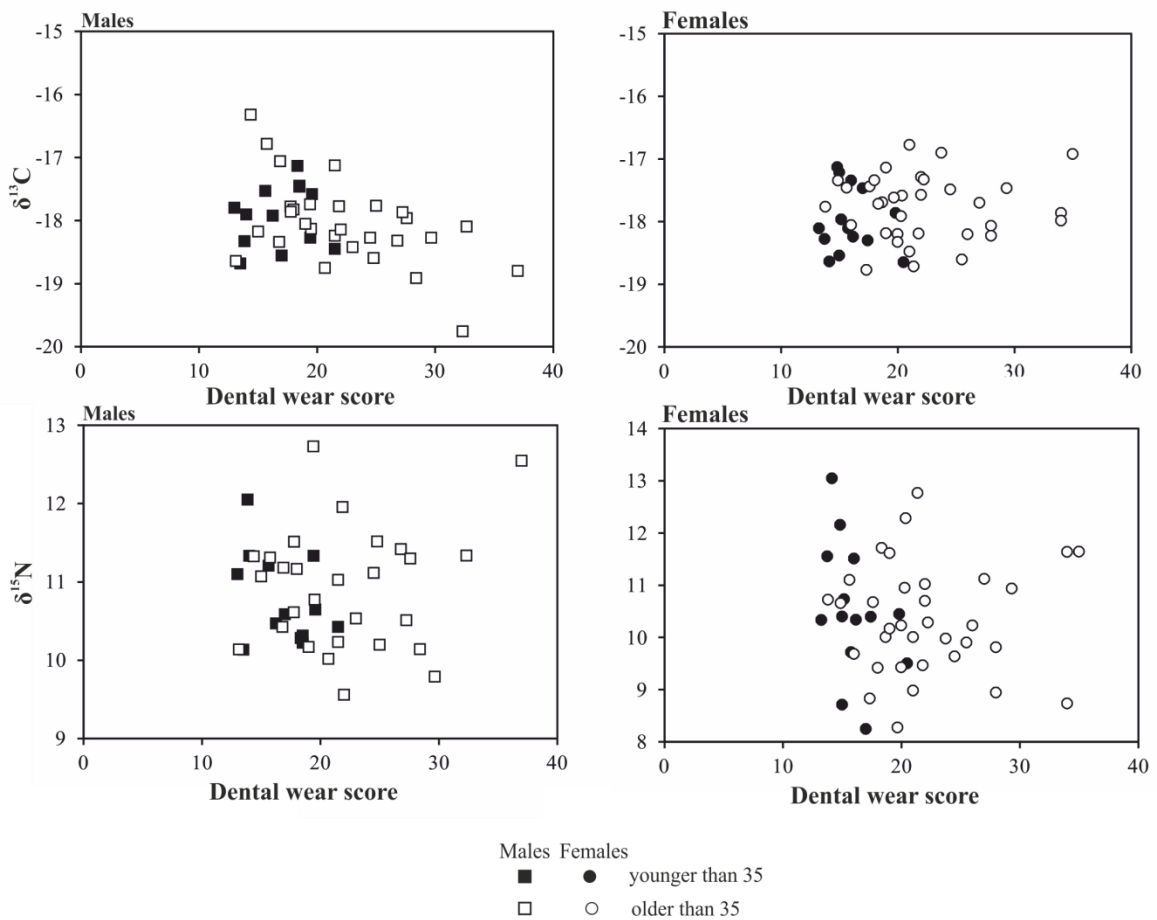 Males
-15
-16
-17
-18
-19
-20
δ¹³C
0 10 20 30 40
Dental wear score
Females
-15
-16
-17
-18
-19
-20
0 10 20 30 40
Dental wear score
Males
13
12
11
10
9
δ¹⁵N
0 10 20 30 40
Dental wear score
Females
14
13
12
11
10
9
8
0 10 20 30 40
Dental wear score
Males Females
younger than 35
older than 35